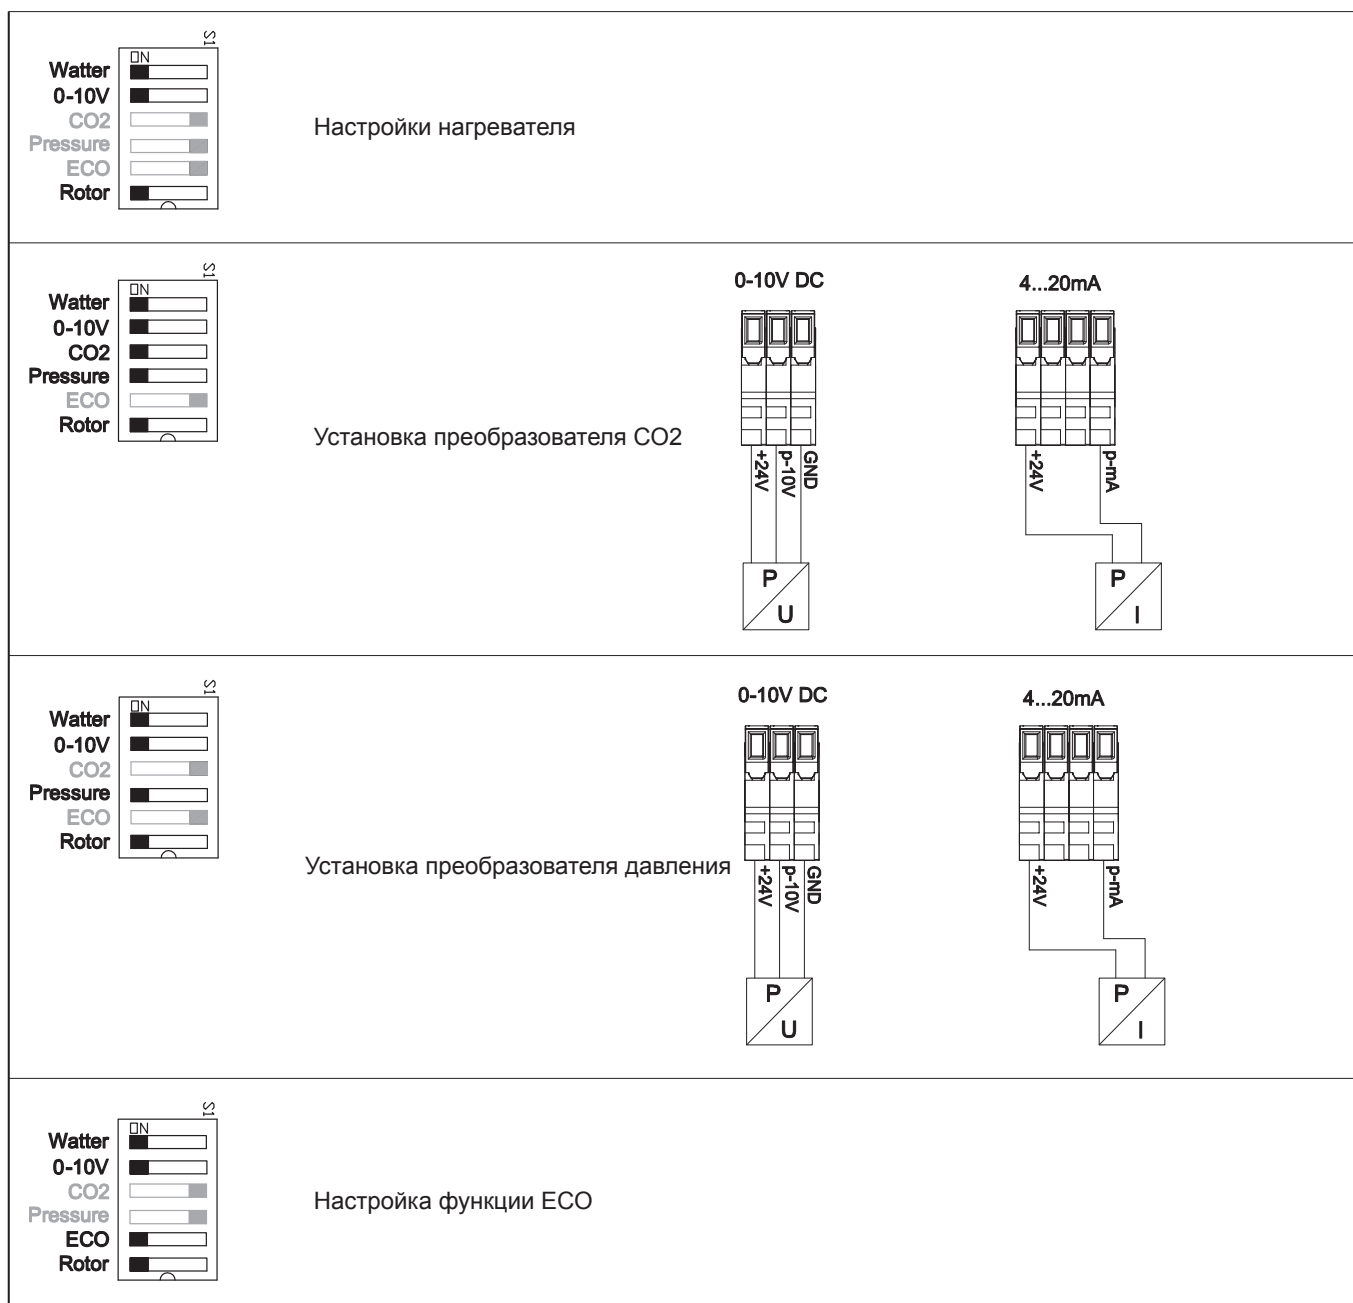 S1
ON
Watter
0-10V
CO2
Pressure
ECO
Rotor
Настройки нагревателя
S1
ON
Watter
0-10V
CO2
Pressure
ECO
Rotor
Установка преобразователя CO2
0-10V DC
+24V
p-10V
GND
P
U
4...20mA
+24V
p-mA
P
I
S1
ON
Watter
0-10V
CO2
Pressure
ECO
Rotor
Установка преобразователя давления
0-10V DC
+24V
p-10V
GND
P
U
4...20mA
+24V
p-mA
P
I
S1
ON
Watter
0-10V
CO2
Pressure
ECO
Rotor
Настройка функции ECO